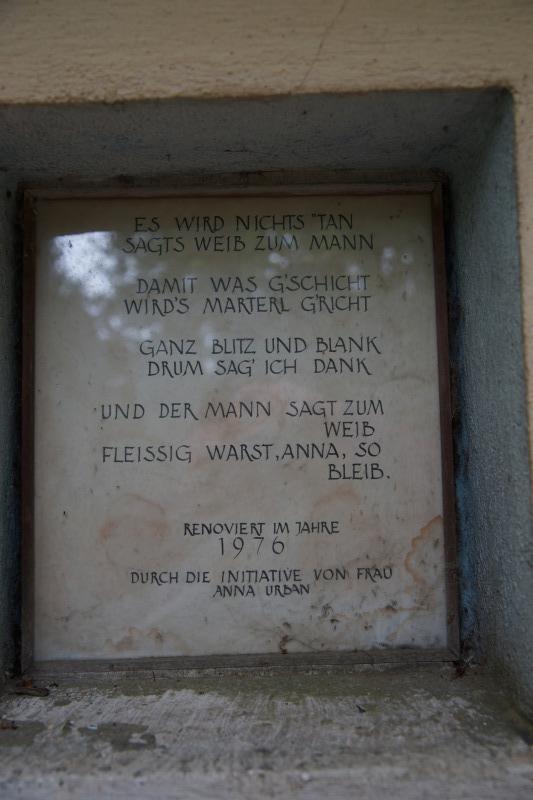 ES WIRD NICHTS "TAN
SAGTS WEIB ZUM MANN
DAMIT WAS G'SCHICHT
WIRD'S MARTERL G'RICHT
GANZ BLITZ UND BLANK
DRUM SAG' ICH DANK
UND DER MANN SAGT ZUM
WEIB
FLEISSIG WARST, ANNA, SO
BLEIB.
RENOVIERT IM JAHRE
1976
DURCH DIE INITIATIVE VON FRAU
ANNA URBAN